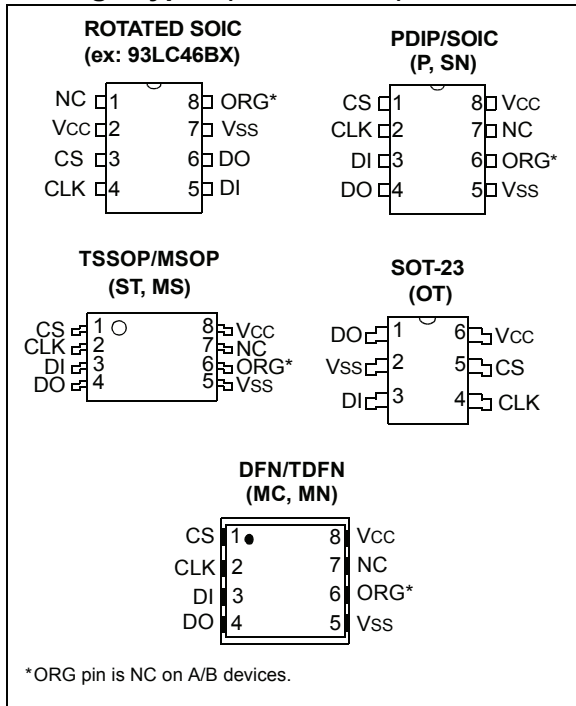 ROTATED SOIC
(ex: 93LC46BX)
NC 1 8 ORG*
VCC 2 7 VSS
CS 3 6 DO
CLK 4 5 DI
PDIP/SOIC
(P, SN)
CS 1 8 VCC
CLK 2 7 NC
DI 3 6 ORG*
DO 4 5 VSS
TSSOP/MSOP
(ST, MS)
CS 1 8 VCC
CLK 2 7 NC
DI 3 6 ORG*
DO 4 5 VSS
SOT-23
(OT)
DO 1 6 VCC
VSS 2 5 CS
DI 3 4 CLK
DFN/TDFN
(MC, MN)
CS 1 8 VCC
CLK 2 7 NC
DI 3 6 ORG*
DO 4 5 VSS
*ORG pin is NC on A/B devices.